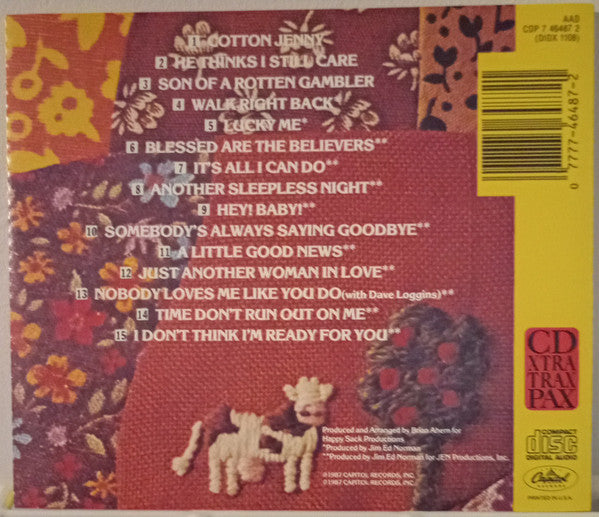 1 COTTON JENNY
2 HE THINKS I STILL CARE
3 SON OF A ROTTEN GAMBLER
4 WALK RIGHT BACK*
5 LUCKY ME*
6 BLESSED ARE THE BELIEVERS**
7 IT'S ALL I CAN DO**
8 ANOTHER SLEEPLESS NIGHT**
9 HEY! BABY!**
10 SOMEBODY'S ALWAYS SAYING GOODBYE**
11 A LITTLE GOOD NEWS**
12 JUST ANOTHER WOMAN IN LOVE**
13 NOBODY LOVES ME LIKE YOU DO (with Dave Loggins)**
14 TIME DON'T RUN OUT ON ME**
15 I DON'T THINK I'M READY FOR YOU**
Produced and Arranged by Brian Ahern for
Happy Sack Productions
*Produced by Jim Ed Norman
**Produced by Jim Ed Norman for JEN Productions, Inc.
℗1987 CAPITOL RECORDS, INC.
©1987 CAPITOL RECORDS, INC.
AAD
CDP 7 46487 2
(DIDX 1108)
0 77774-6487-2
CD
XTRA
TRAX
PAX
COMPACT
disc
DIGITAL AUDIO
Capitol
RECORDS
PRINTED IN U.S.A.